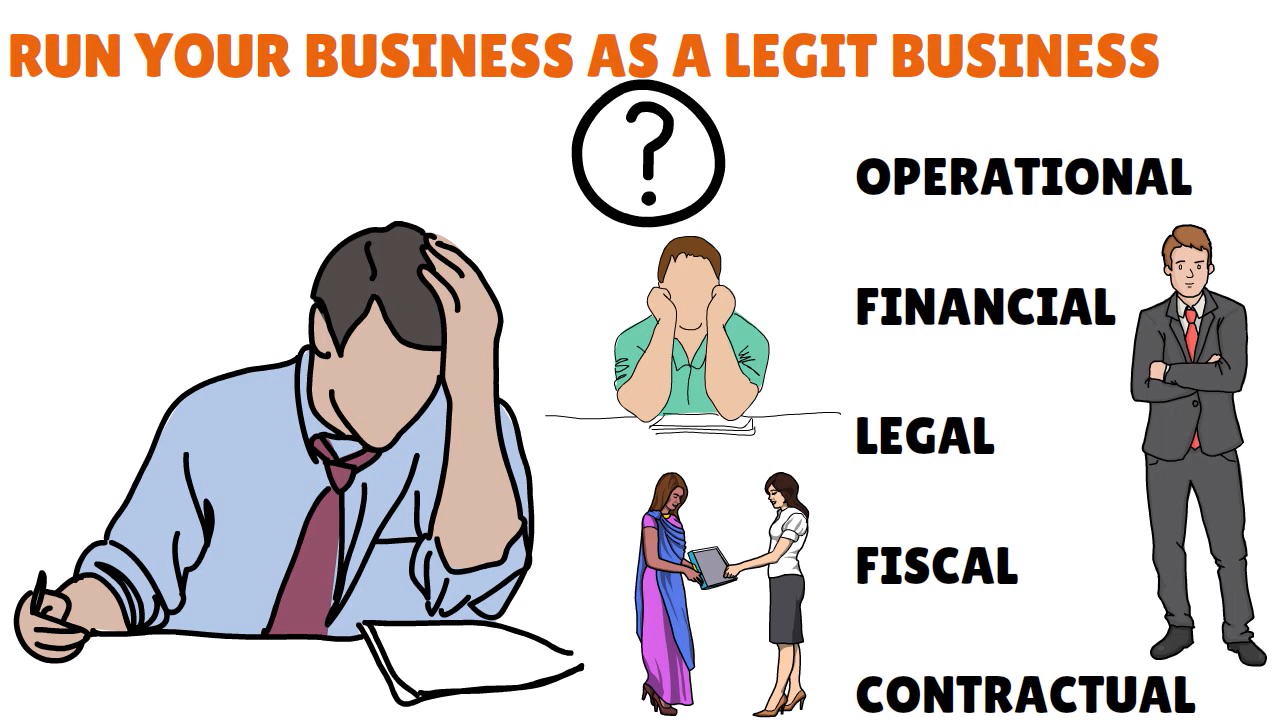 RUN YOUR BUSINESS AS A LEGIT BUSINESS
?
OPERATIONAL
FINANCIAL
LEGAL
FISCAL
CONTRACTUAL